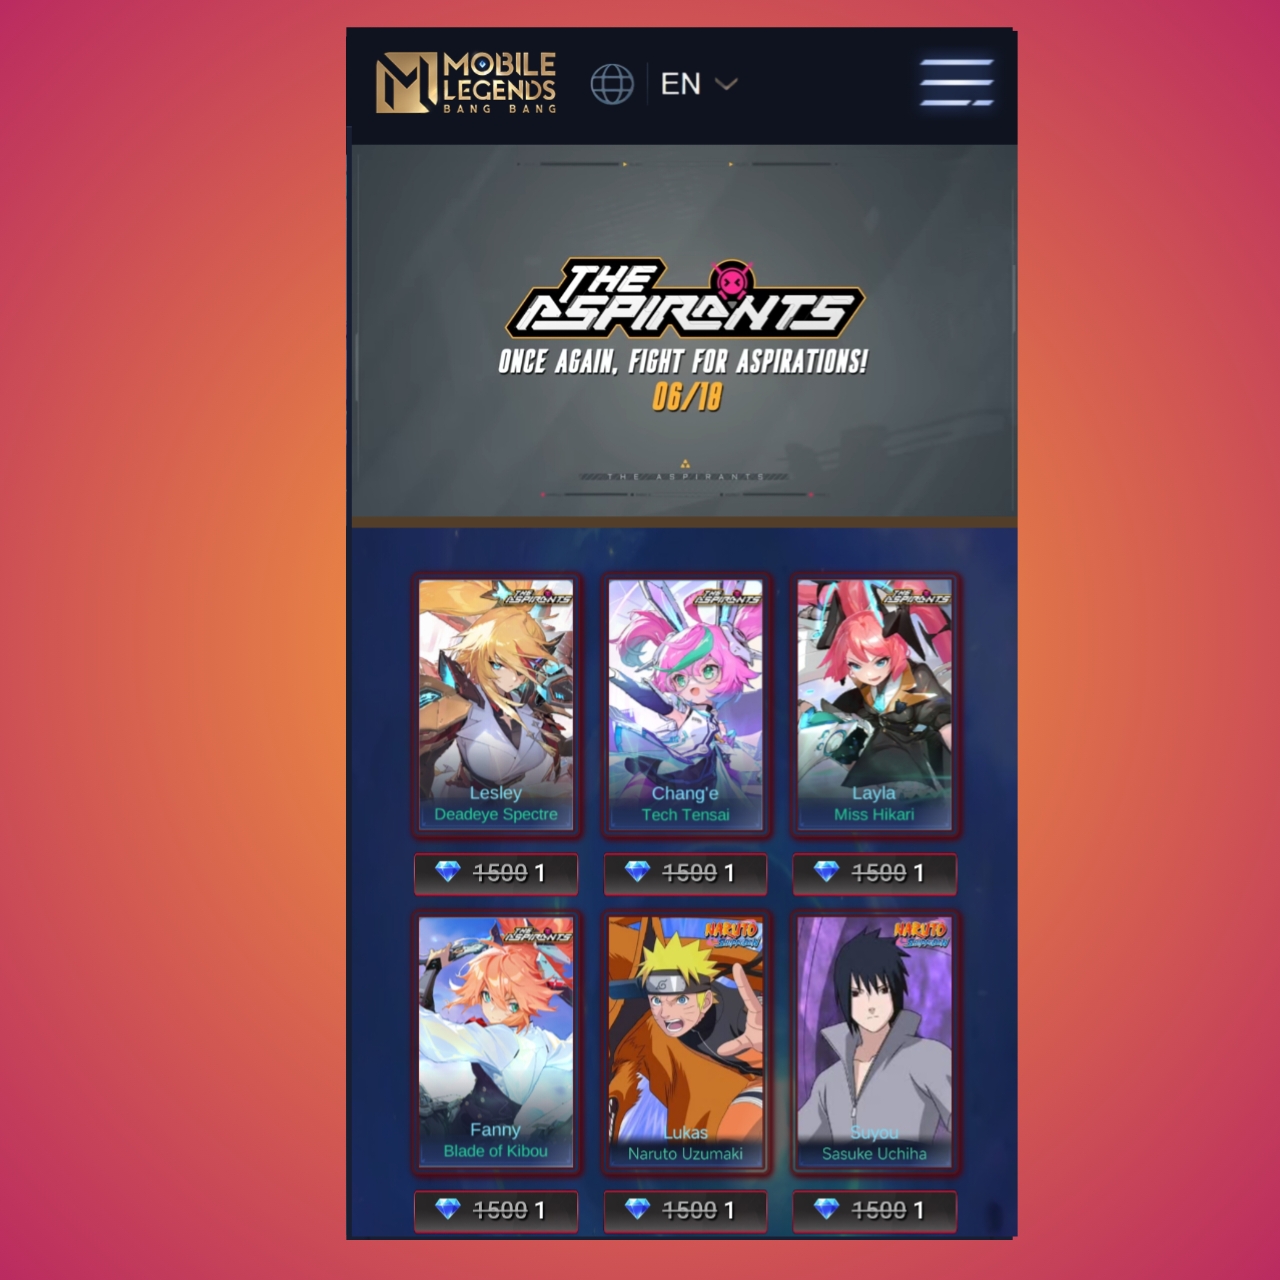 MOBILE
LEGENDS
BANG BANG
EN
THE
ASPIRANTS
ONCE AGAIN, FIGHT FOR ASPIRATIONS!
06/18
THE ASPIRANTS
THE ASPIRANTS
THE ASPIRANTS
THE ASPIRANTS
Lesley
Deadeye Spectre
Chang'e
Tech Tensai
Layla
Miss Hikari
1500 1
1500 1
1500 1
THE ASPIRANTS
NARUTO
NARUTO
Fanny
Blade of Kibou
Lukas
Naruto Uzumaki
Suyou
Sasuke Uchiha
1500 1
1500 1
1500 1